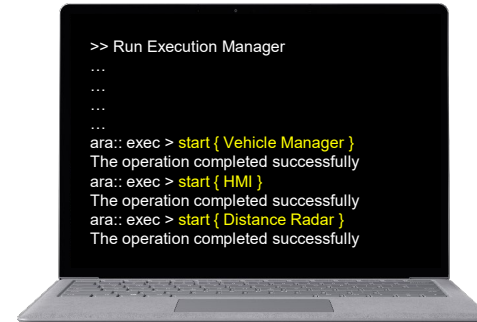 >> Run Execution Manager
…
…
…
…
ara:: exec > start { Vehicle Manager }
The operation completed successfully
ara:: exec > start { HMI }
The operation completed successfully
ara:: exec > start { Distance Radar }
The operation completed successfully